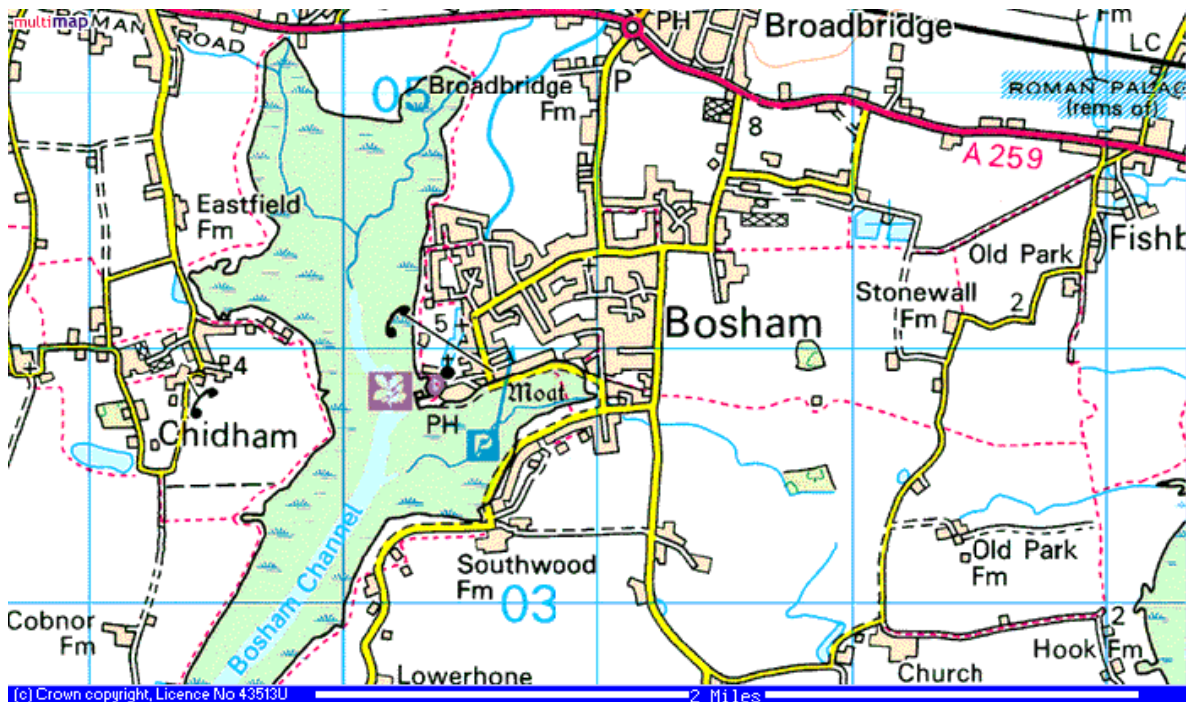 multimap
ROMAN ROAD
PH
Broadbridge
Fm
LC
ROMAN PALAC
(rems of)
05
Broadbridge
Fm
P
8
A 259
Eastfield
Fm
Old Park
Fishb
Stonewall
Fm
2
5
Bosham
4
Moat
PH
P
Chidham
Bosham Channel
Southwood
Fm
Old Park
Fm
03
Cobnor
Fm
2
Hook Fm
Church
Lowerhone
(c) Crown copyright, Licence No 43513U
2 Miles